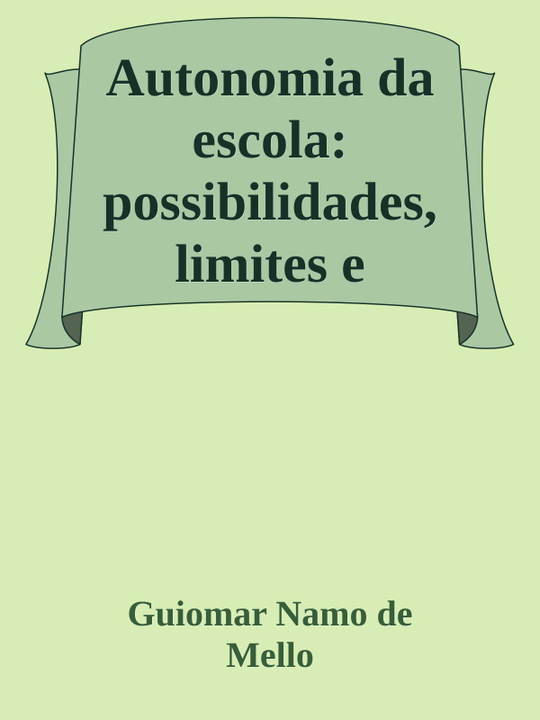 Autonomia da
escola:
possibilidades,
limites e
Guiomar Namo de
Mello